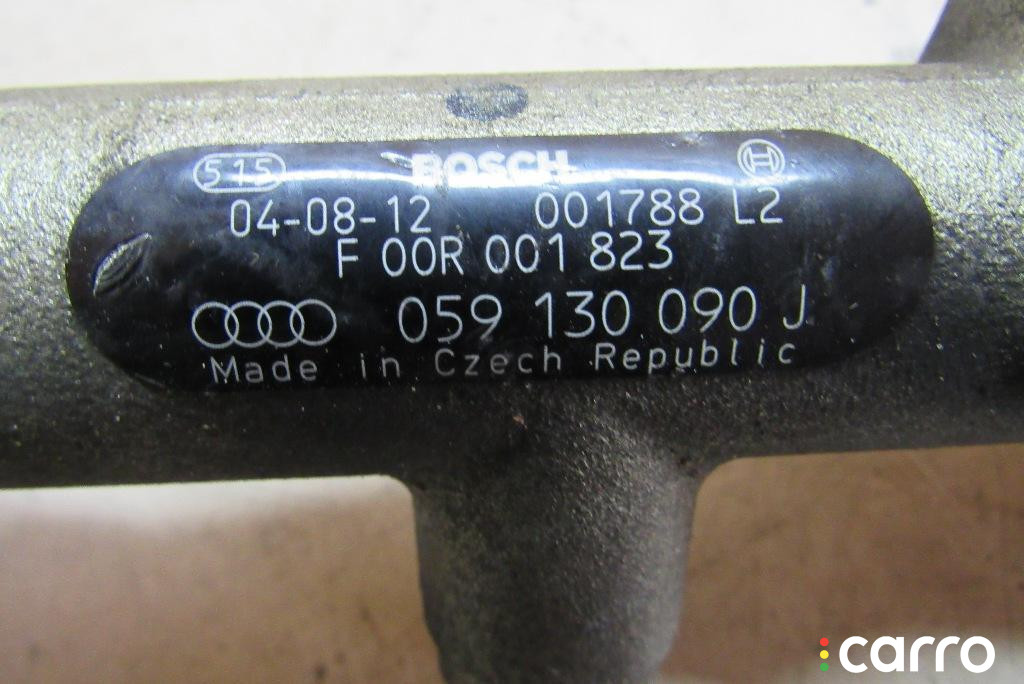 515 BOSCH
04-08-12 001788 L2
F 00R 001 823
059 130 090 J
Made in Czech Republic
carro